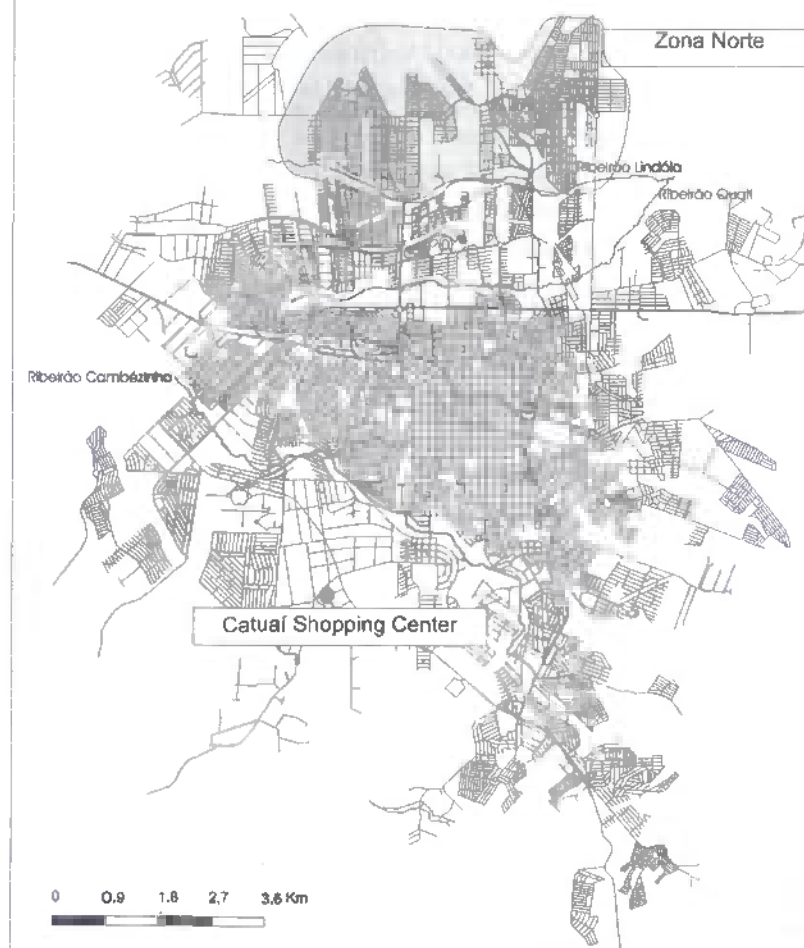 Zona Norte
Ribeirão Lindóia
Ribeirão Quati
Ribeirão Cambézinho
Catuaí Shopping Center
0 0.9 1.8 2,7 3.6 Km